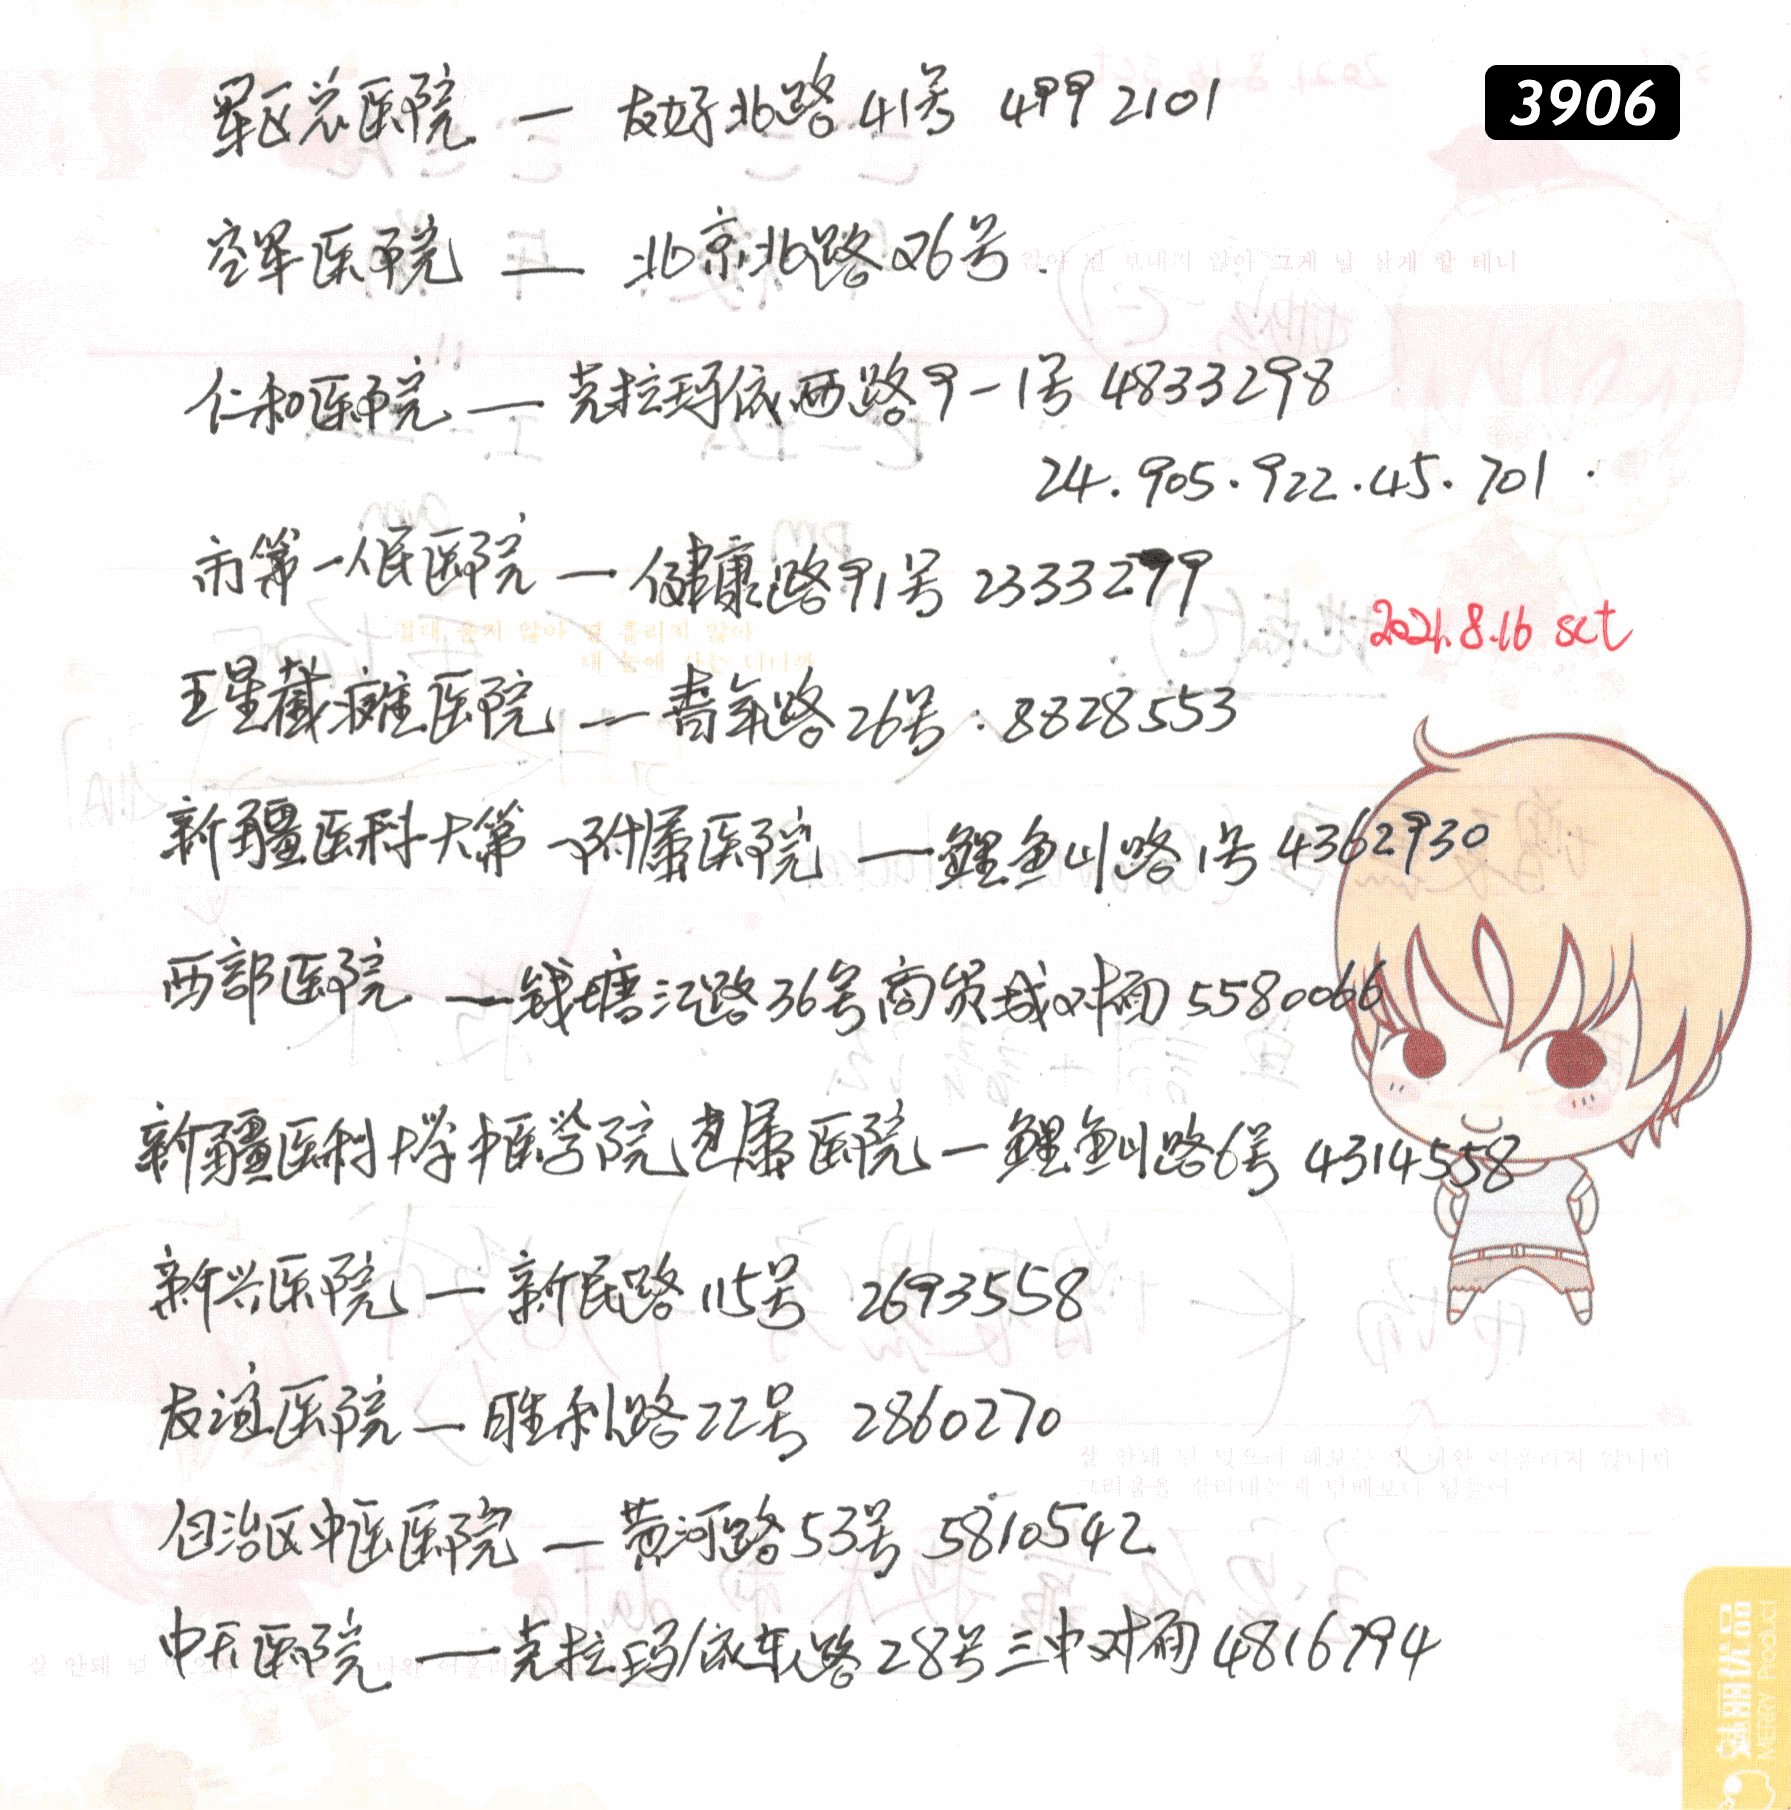 3906
军区总医院 — 友好北路41号 4992101
空军医院 — 北京北路26号.
仁和医院 — 克拉玛依西路9-1号 4833298
24.905.922.45.701.
市第一人民医院 — 健康路91号 2333299
2021.8.16 sct
王星 瘫医院 — 青年路26号:8828553
新疆医科大第一附属医院 — 鲤鱼山路1号 4362930
西部医院 — 钱塘江路36号商贸城对面 5580066
新疆医科大学中医学院 属医院 — 鲤鱼山路6号 4314558
新兴医院 — 新民路115号 2693558
友谊医院 — 胜利路22号 2860270
自治区中医医院 — 黄河路53号 5810542
中天医院 — 克拉玛依东路28号三中对面 4816794
魅丽优品
MERRY Product